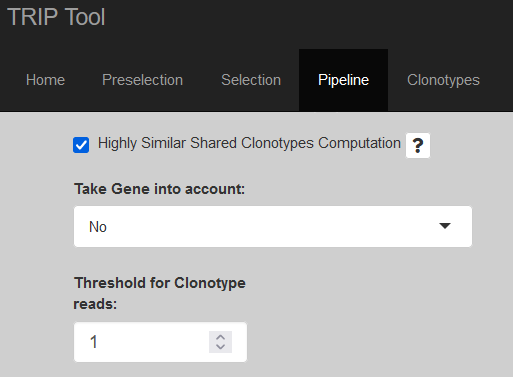 TRIP Tool
Home Preselection Selection Pipeline Clonotypes
Highly Similar Shared Clonotypes Computation ?
Take Gene into account:
No
Threshold for Clonotype
reads:
1